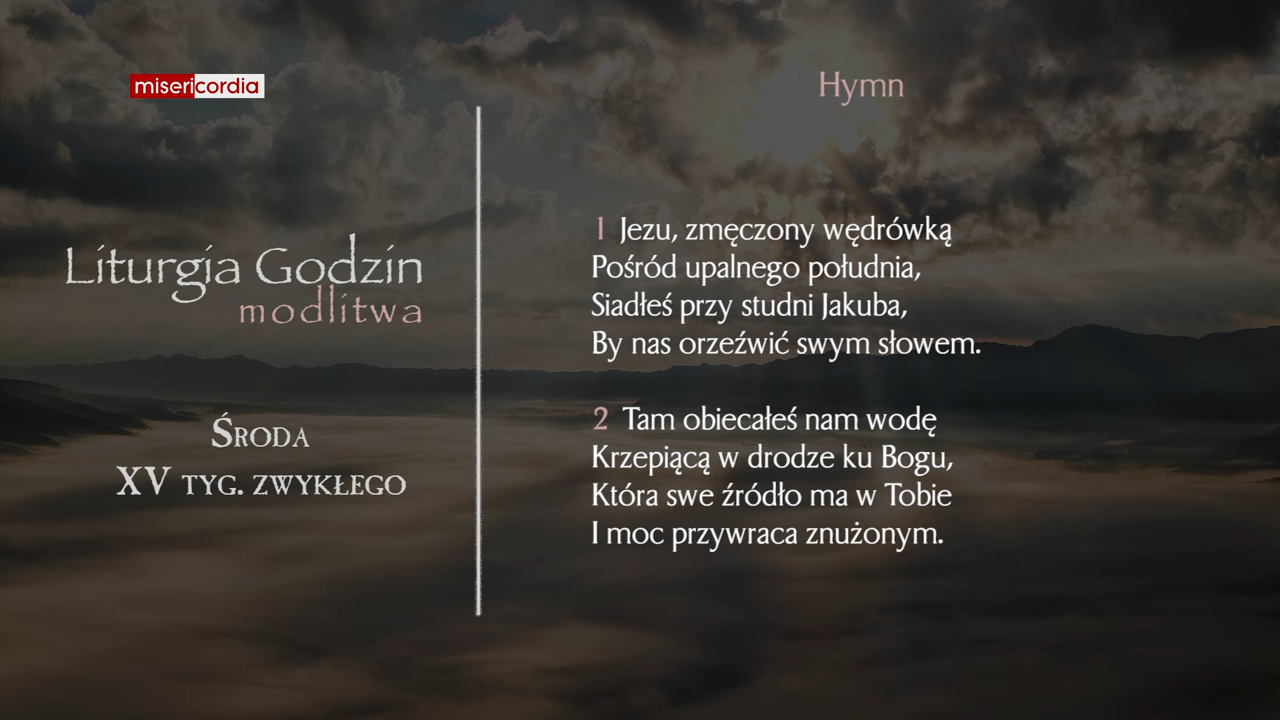 misericordia
Liturgia Godzin
modlitwa
Środa
XV tyg. zwykłego
Hymn
1 Jezu, zmęczony wędrówką
Pośród upalnego południa,
Siadłeś przy studni Jakuba,
By nas orzeźwić swym słowem.
2 Tam obiecałeś nam wodę
Krzepiącą w drodze ku Bogu,
Która swe źródło ma w Tobie
I moc przywraca znużonym.